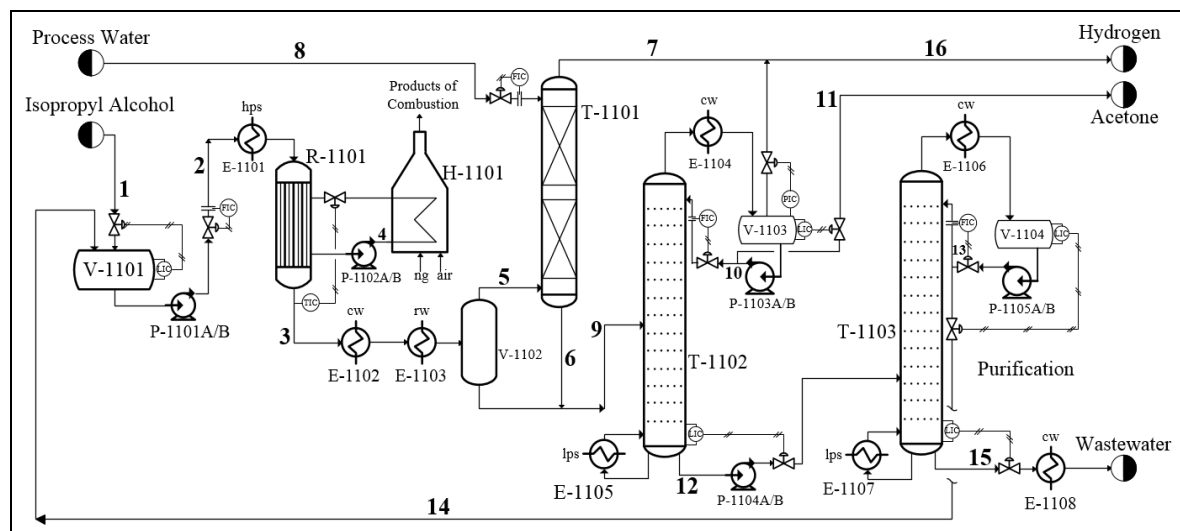 Process Water
8
7
16
Hydrogen
Isopropyl Alcohol
FIC
Products of
Combustion
T-1101
11
Acetone
hps
cw
cw
2
E-1101
R-1101
H-1101
E-1104
E-1106
1
FIC
FIC
PIC
FIC
V-1101
LIC
4
V-1103
LIC
V-1104
LIC
P-1102A/B
ng
air
10
13
P-1101A/B
TIC
5
P-1103A/B
P-1105A/B
3
cw
rw
9
T-1103
E-1102
E-1103
V-1102
6
T-1102
Purification
lps
LIC
lps
LIC
cw
Wastewater
E-1105
12
P-1104A/B
E-1107
15
E-1108
14